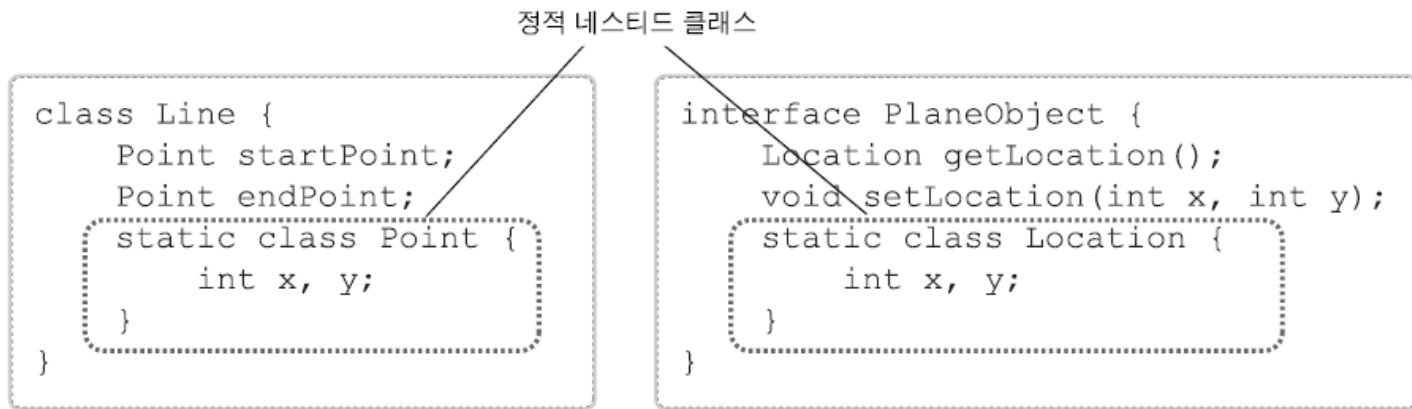 정적 네스티드 클래스
class Line {
Point startPoint;
Point endPoint;
static class Point {
int x, y;
}
}
interface PlaneObject {
Location getLocation();
void setLocation(int x, int y);
static class Location {
int x, y;
}
}